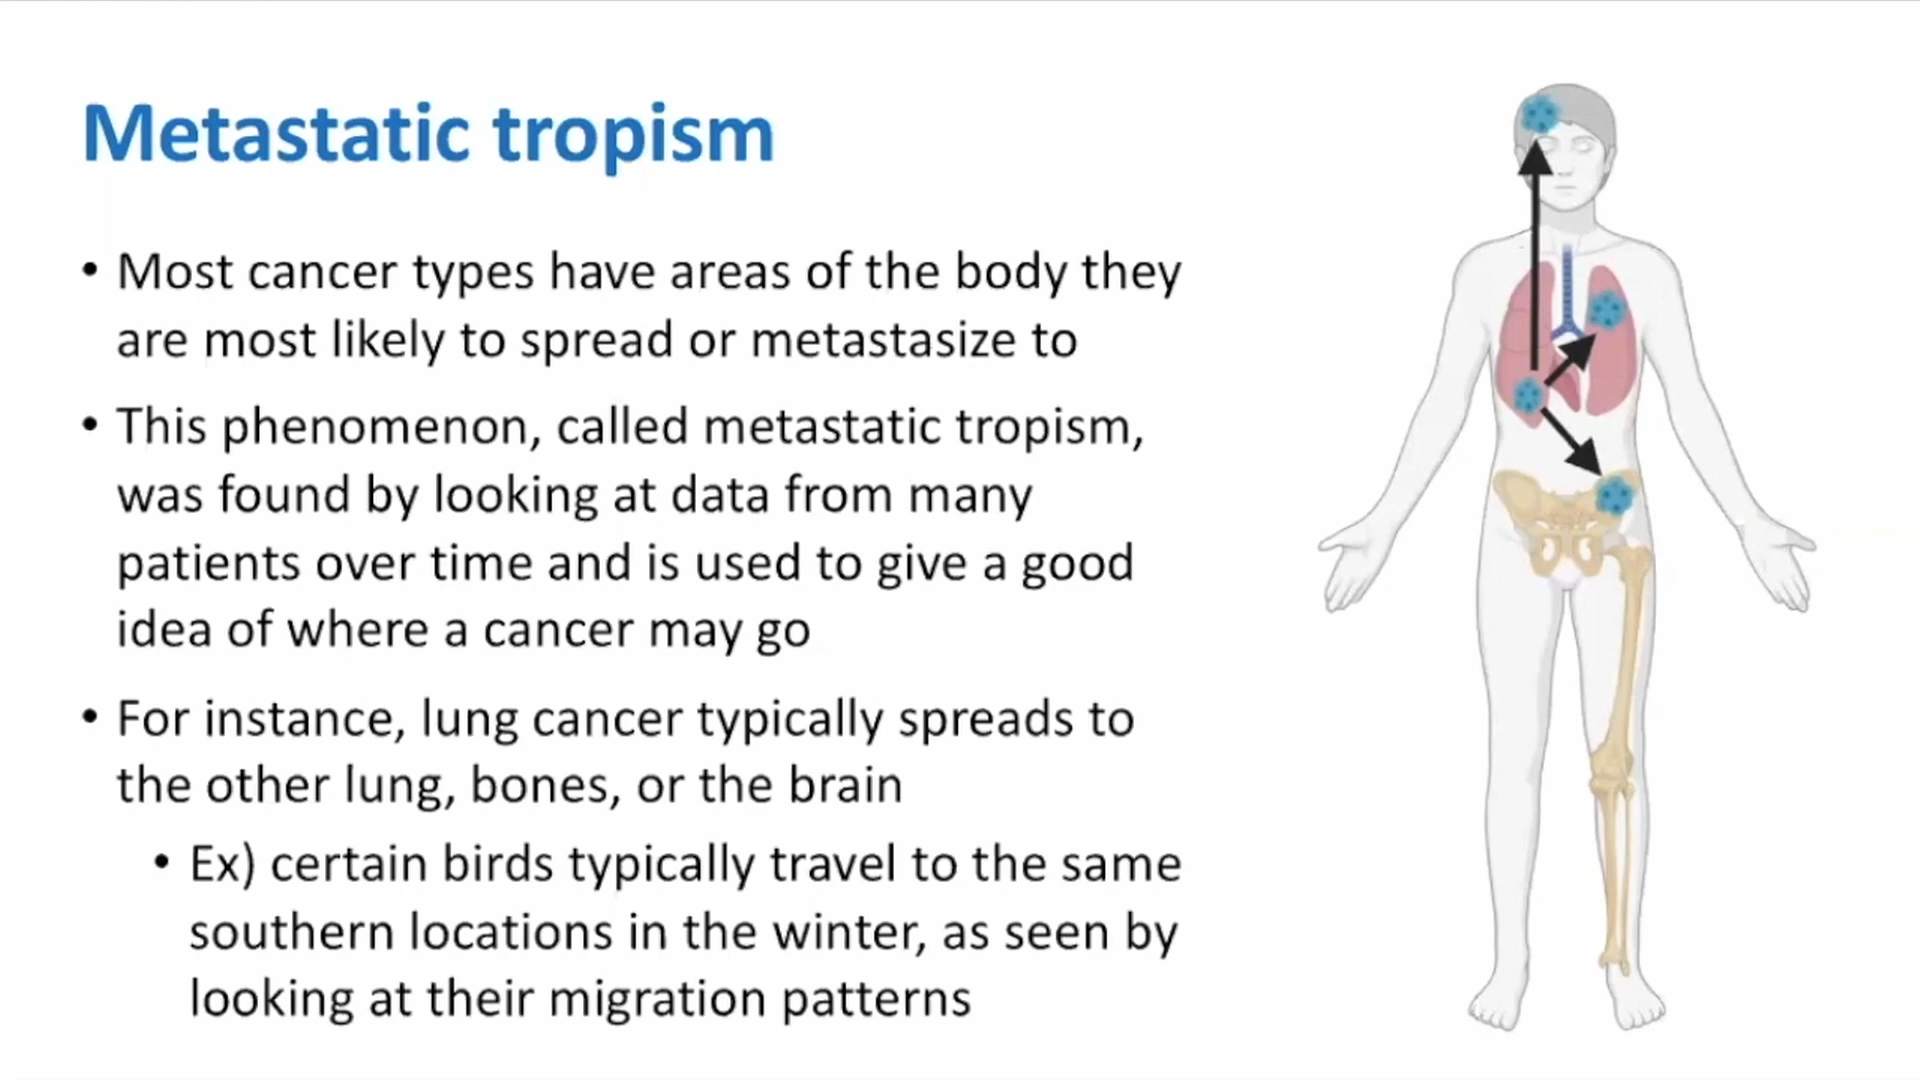 Metastatic tropism
• Most cancer types have areas of the body they
are most likely to spread or metastasize to
• This phenomenon, called metastatic tropism,
was found by looking at data from many
patients over time and is used to give a good
idea of where a cancer may go
• For instance, lung cancer typically spreads to
the other lung, bones, or the brain
• Ex) certain birds typically travel to the same
southern locations in the winter, as seen by
looking at their migration patterns